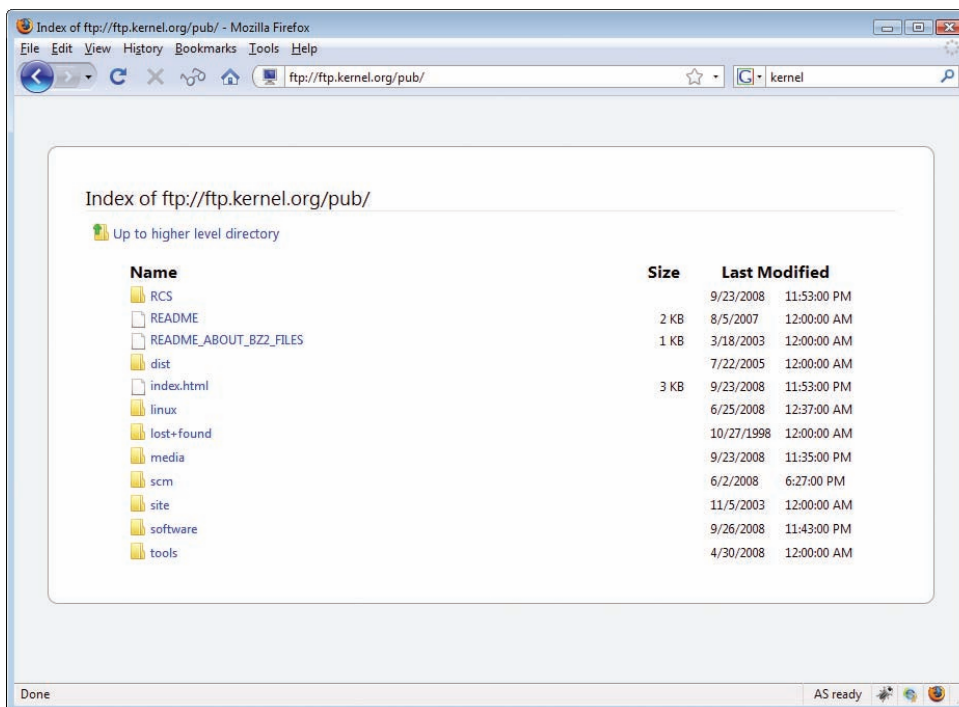 Index of ftp://ftp.kernel.org/pub/ - Mozilla Firefox
File Edit View History Bookmarks Tools Help
ftp://ftp.kernel.org/pub/ G kernel
Index of ftp://ftp.kernel.org/pub/
Up to higher level directory
Name Size Last Modified
RCS 9/23/2008 11:53:00 PM
README 2 KB 8/5/2007 12:00:00 AM
README_ABOUT_BZ2_FILES 1 KB 3/18/2003 12:00:00 AM
dist 7/22/2005 12:00:00 AM
index.html 3 KB 9/23/2008 11:53:00 PM
linux 6/25/2008 12:37:00 AM
lost+found 10/27/1998 12:00:00 AM
media 9/23/2008 11:35:00 PM
scm 6/2/2008 6:27:00 PM
site 11/5/2003 12:00:00 AM
software 9/26/2008 11:43:00 PM
tools 4/30/2008 12:00:00 AM
Done AS ready